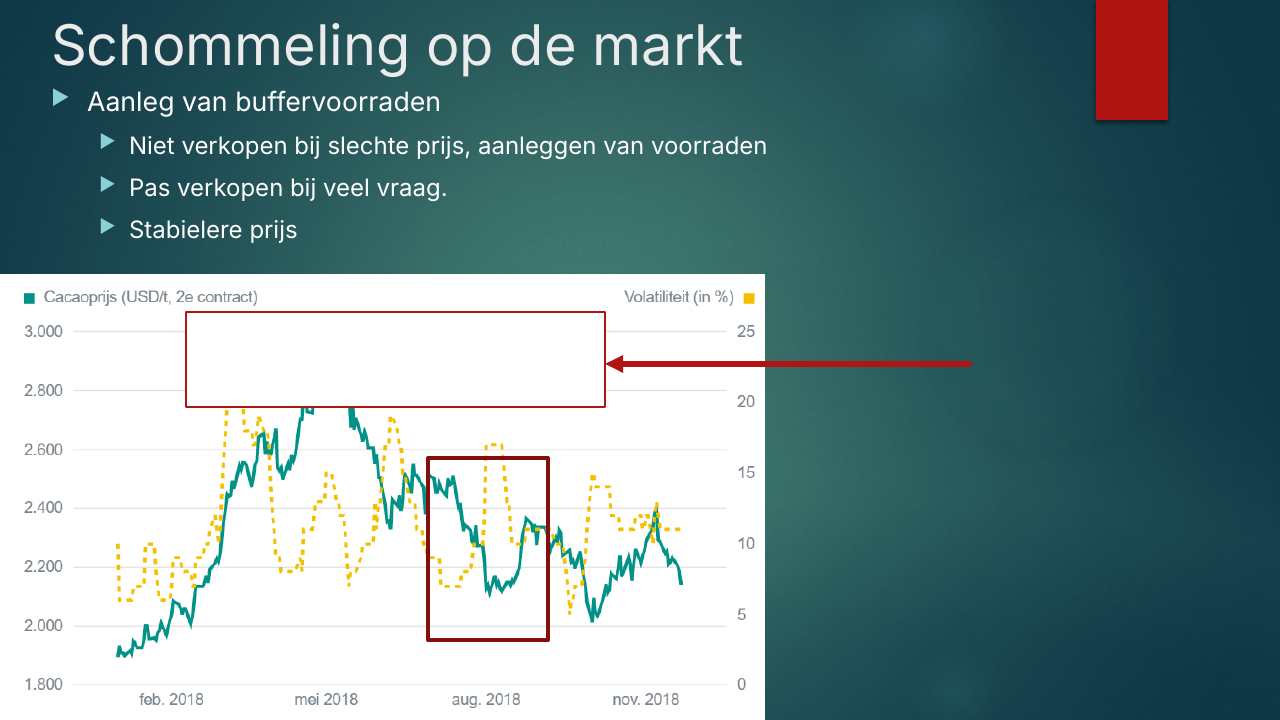 Schommeling op de markt
Aanleg van buffervoorraden
Niet verkopen bij slechte prijs, aanleggen van voorraden
Pas verkopen bij veel vraag.
Stabielere prijs
Cacaoprijs (USD/t, 2e contract)
Volatiliteit (in %)
3.000
25
2.800
20
2.600
15
2.400
10
2.200
5
2.000
1.800
0
feb. 2018
mei 2018
aug. 2018
nov. 2018